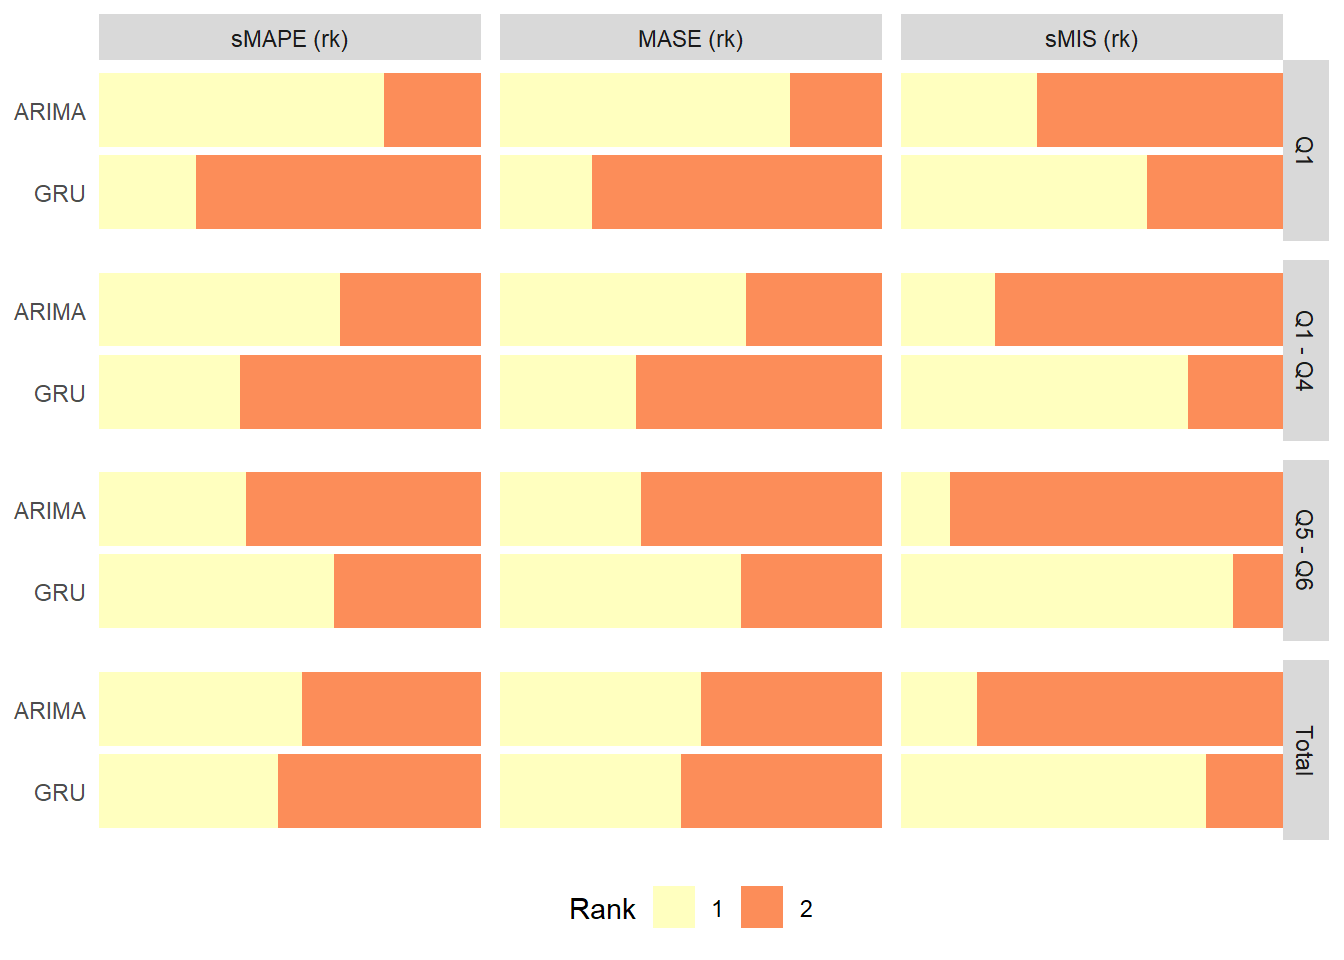 sMAPE (rk)
MASE (rk)
sMIS (rk)
ARIMA
GRU
Q1
ARIMA
GRU
Q1 - Q4
ARIMA
GRU
Q5 - Q6
ARIMA
GRU
Total
Rank 1 2